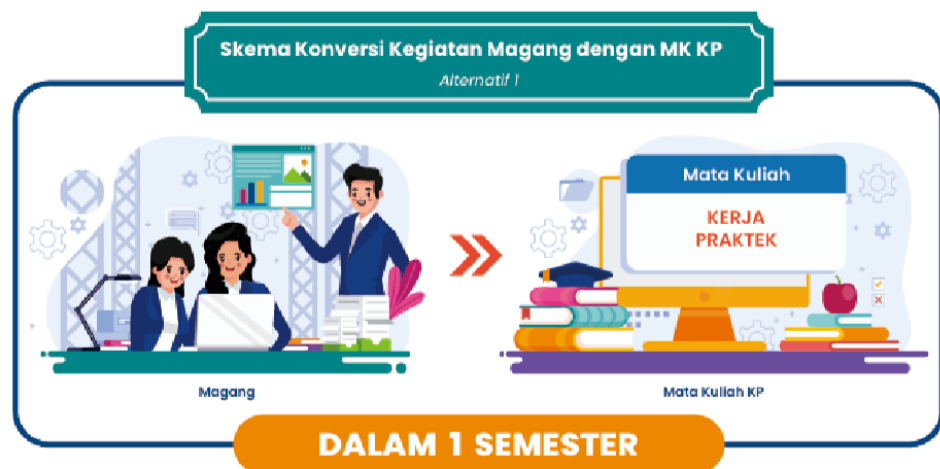 Skema Konversi Kegiatan Magang dengan MK KP
Alternatif 1
Mata Kuliah
KERJA
PRAKTEK
Magang
Mata Kuliah KP
DALAM 1 SEMESTER